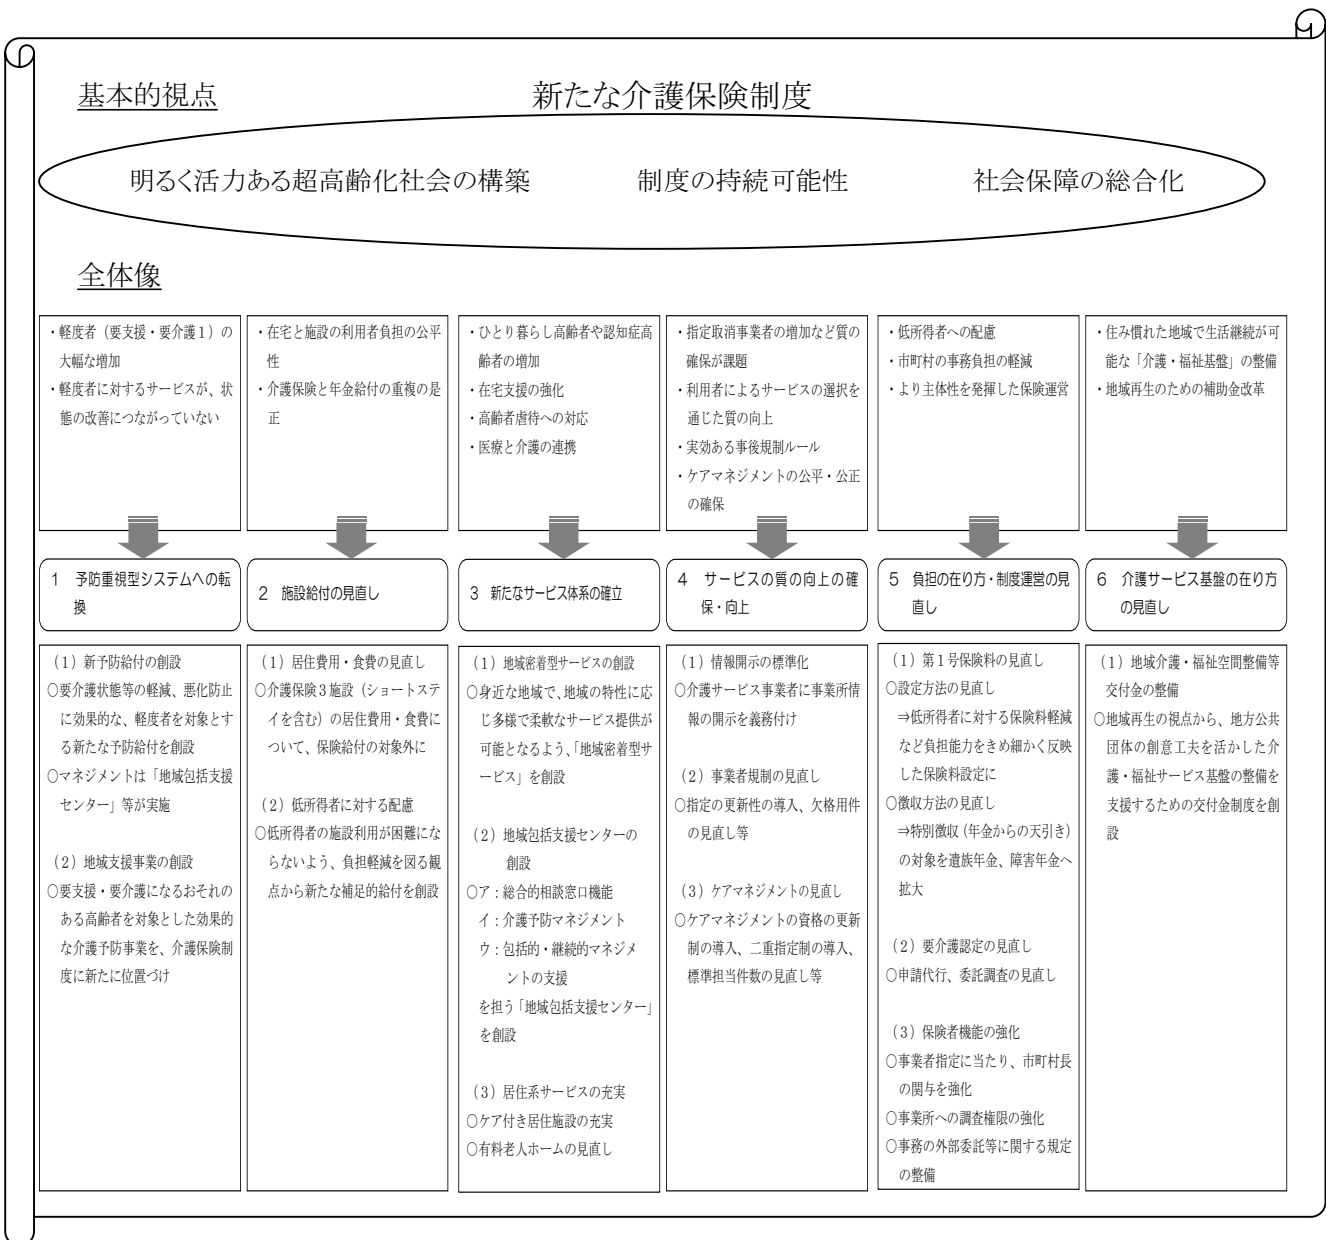 基本的視点
新たな介護保険制度
明るく活力ある超高齢化社会の構築
制度の持続可能性
社会保障の総合化
全体像
・軽度者（要支援・要介護１）の
大幅な増加
・軽度者に対するサービスが、状
態の改善につながっていない
・在宅と施設の利用者負担の公平
性
・介護保険と年金給付の重複の是
正
・ひとり暮らし高齢者や認知症高
齢者の増加
・在宅支援の強化
・高齢者虐待への対応
・医療と介護の連携
・指定取消事業者の増加など質の
確保が課題
・利用者によるサービスの選択を
通じた質の向上
・実効ある事後規制ルール
・ケアマネジメントの公平・公正
の確保
・低所得者への配慮
・市町村の事務負担の軽減
・より主体性を発揮した保険運営
・住み慣れた地域で生活継続が可
能な「介護・福祉基盤」の整備
・地域再生のための補助金改革
１　予防重視型システムへの転
換
２　施設給付の見直し
３　新たなサービス体系の確立
４　サービスの質の向上の確
保・向上
５　負担の在り方・制度運営の見
直し
６　介護サービス基盤の在り方
の見直し
（１）新予防給付の創設
○要介護状態等の軽減、悪化防止
に効果的な、軽度者を対象とす
る新たな予防給付を創設
○マネジメントは「地域包括支援
センター」等が実施
（２）地域支援事業の創設
○要支援・要介護になるおそれの
ある高齢者を対象とした効果的
な介護予防事業を、介護保険制
度に新たに位置づけ
（１）居住費用・食費の見直し
○介護保険３施設（ショートステ
イを含む）の居住費用・食費に
ついて、保険給付の対象外に
（２）低所得者に対する配慮
○低所得者の施設利用が困難にな
らないよう、負担軽減を図る観
点から新たな補足的給付を創設
（１）地域密着型サービスの創設
○身近な地域で、地域の特性に応
じ多様で柔軟なサービス提供が
可能となるよう、「地域密着型サ
ービス」を創設
（２）地域包括支援センターの
創設
○ア：総合的相談窓口機能
イ：介護予防マネジメント
ウ：包括的・継続的マネジメ
ントの支援
を担う「地域包括支援センター」
を創設
（３）居住系サービスの充実
○ケア付き居住施設の充実
○有料老人ホームの見直し
（１）情報開示の標準化
○介護サービス事業者に事業所情
報の開示を義務付け
（２）事業者規制の見直し
○指定の更新性の導入、欠格用件
の見直し等
（３）ケアマネジメントの見直し
○ケアマネジメントの資格の更新
制の導入、二重指定制の導入、
標準担当件数の見直し等
（１）第１号保険料の見直し
○設定方法の見直し
⇒低所得者に対する保険料軽減
など負担能力をきめ細かく反映
した保険料設定に
○徴収方法の見直し
⇒特別徴収（年金からの天引き）
の対象を遺族年金、障害年金へ
拡大
（２）要介護認定の見直し
○申請代行、委託調査の見直し
（３）保険者機能の強化
○事業者指定に当たり、市町村長
の関与を強化
○事業所への調査権限の強化
○事務の外部委託等に関する規定
の整備
（１）地域介護・福祉空間整備等
交付金の整備
○地域再生の視点から、地方公共
団体の創意工夫を活かした介
護・福祉サービス基盤の整備を
支援するための交付金制度を創
設